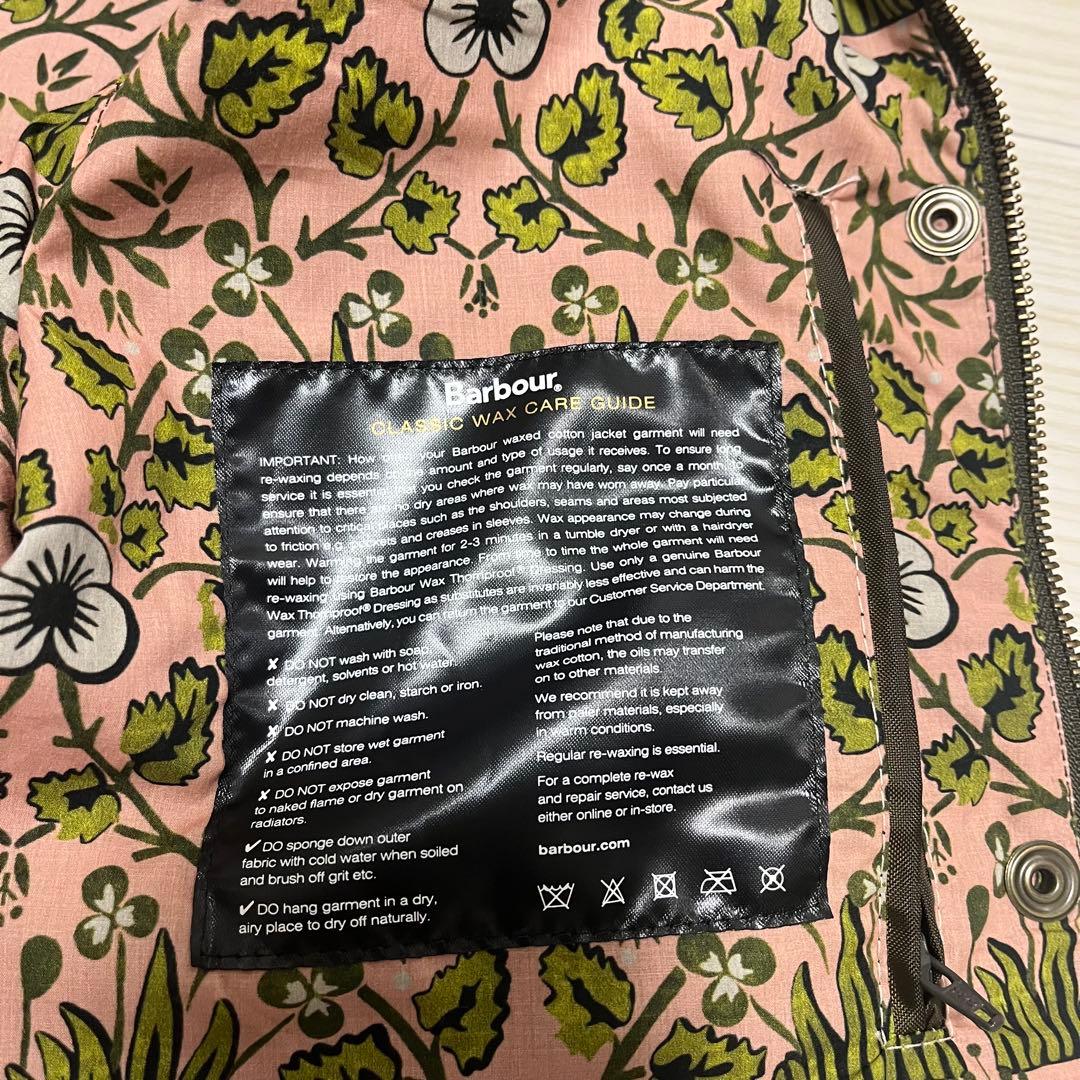 Barbour®
CLASSIC WAX CARE GUIDE
IMPORTANT: How your Barbour waxed cotton jacket garment will need
re-waxing depends amount and type of usage it receives. To ensure long
service it is you check the garment regularly, say once a month, to
ensure that there no dry areas where wax may have worn away. Pay particular
attention to critical places such as the shoulders, seams and areas most subjected
to friction e.g. and creases in sleeves. Wax appearance may change during
wear. Warming the garment for 2-3 minutes in a tumble dryer or with a hairdryer
will help to restore the appearance. From to time the whole garment will need
re-waxing using Barbour Wax Thornproof® Dressing. Use only a genuine Barbour
Wax Thornproof® Dressing as substitutes are invariably less effective and can harm the
garment. Alternatively, you can return the garment to our Customer Service Department.
✘ DO NOT wash with soap,
detergent, solvents or hot water.
✘ DO NOT dry clean, starch or iron.
✘ DO NOT machine wash.
✘ DO NOT store wet garment
in a confined area.
✘ DO NOT expose garment
to naked flame or dry garment on
radiators.
✔ DO sponge down outer
fabric with cold water when soiled
and brush off grit etc.
✔ DO hang garment in a dry,
airy place to dry off naturally.
Please note that due to the
traditional method of manufacturing
wax cotton, the oils may transfer
on to other materials.
We recommend it is kept away
from paler materials, especially
in warm conditions.
Regular re-waxing is essential.
For a complete re-wax
and repair service, contact us
either online or in-store.
barbour.com